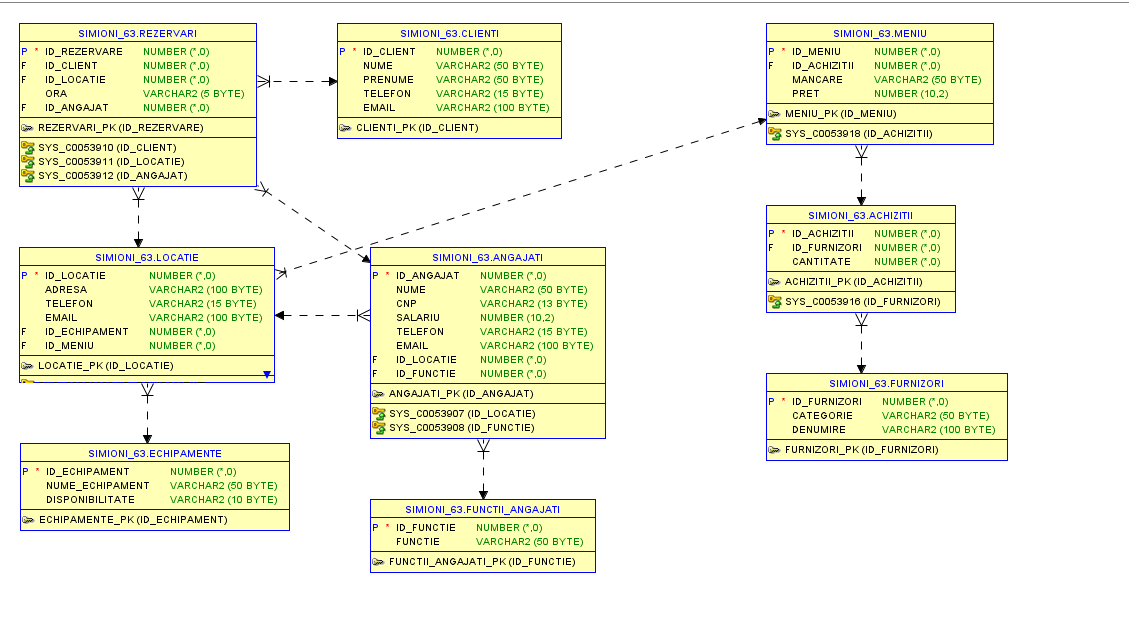 SIMIONI_63.REZERVARI
P * ID_REZERVARE NUMBER (*,0)
F ID_CLIENT NUMBER (*,0)
F ID_LOCATIE NUMBER (*,0)
ORA VARCHAR2 (5 BYTE)
F ID_ANGAJAT NUMBER (*,0)
REZERVARI_PK (ID_REZERVARE)
SYS_C0053910 (ID_CLIENT)
SYS_C0053911 (ID_LOCATIE)
SYS_C0053912 (ID_ANGAJAT)
SIMIONI_63.CLIENTI
P * ID_CLIENT NUMBER (*,0)
NUME VARCHAR2 (50 BYTE)
PRENUME VARCHAR2 (50 BYTE)
TELEFON VARCHAR2 (15 BYTE)
EMAIL VARCHAR2 (100 BYTE)
CLIENTI_PK (ID_CLIENT)
SIMIONI_63.MENIU
P * ID_MENIU NUMBER (*,0)
F ID_ACHIZITII NUMBER (*,0)
MANCARE VARCHAR2 (50 BYTE)
PRET NUMBER (10,2)
MENIU_PK (ID_MENIU)
SYS_C0053918 (ID_ACHIZITII)
SIMIONI_63.LOCATIE
P * ID_LOCATIE NUMBER (*,0)
ADRESA VARCHAR2 (100 BYTE)
TELEFON VARCHAR2 (15 BYTE)
EMAIL VARCHAR2 (100 BYTE)
F ID_ECHIPAMENT NUMBER (*,0)
F ID_MENIU NUMBER (*,0)
LOCATIE_PK (ID_LOCATIE)
SIMIONI_63.ANGAJATI
P * ID_ANGAJAT NUMBER (*,0)
NUME VARCHAR2 (50 BYTE)
CNP VARCHAR2 (13 BYTE)
SALARIU NUMBER (10,2)
TELEFON VARCHAR2 (15 BYTE)
EMAIL VARCHAR2 (100 BYTE)
F ID_LOCATIE NUMBER (*,0)
F ID_FUNCTIE NUMBER (*,0)
ANGAJATI_PK (ID_ANGAJAT)
SYS_C0053907 (ID_LOCATIE)
SYS_C0053908 (ID_FUNCTIE)
SIMIONI_63.ACHIZITII
P * ID_ACHIZITII NUMBER (*,0)
F ID_FURNIZORI NUMBER (*,0)
CANTITATE NUMBER (*,0)
ACHIZITII_PK (ID_ACHIZITII)
SYS_C0053916 (ID_FURNIZORI)
SIMIONI_63.FURNIZORI
P * ID_FURNIZORI NUMBER (*,0)
CATEGORIE VARCHAR2 (50 BYTE)
DENUMIRE VARCHAR2 (100 BYTE)
FURNIZORI_PK (ID_FURNIZORI)
SIMIONI_63.ECHIPAMENTE
P * ID_ECHIPAMENT NUMBER (*,0)
NUME_ECHIPAMENT VARCHAR2 (50 BYTE)
DISPONIBILITATE VARCHAR2 (10 BYTE)
ECHIPAMENTE_PK (ID_ECHIPAMENT)
SIMIONI_63.FUNCTII_ANGAJATI
P * ID_FUNCTIE NUMBER (*,0)
FUNCTIE VARCHAR2 (50 BYTE)
FUNCTII_ANGAJATI_PK (ID_FUNCTIE)